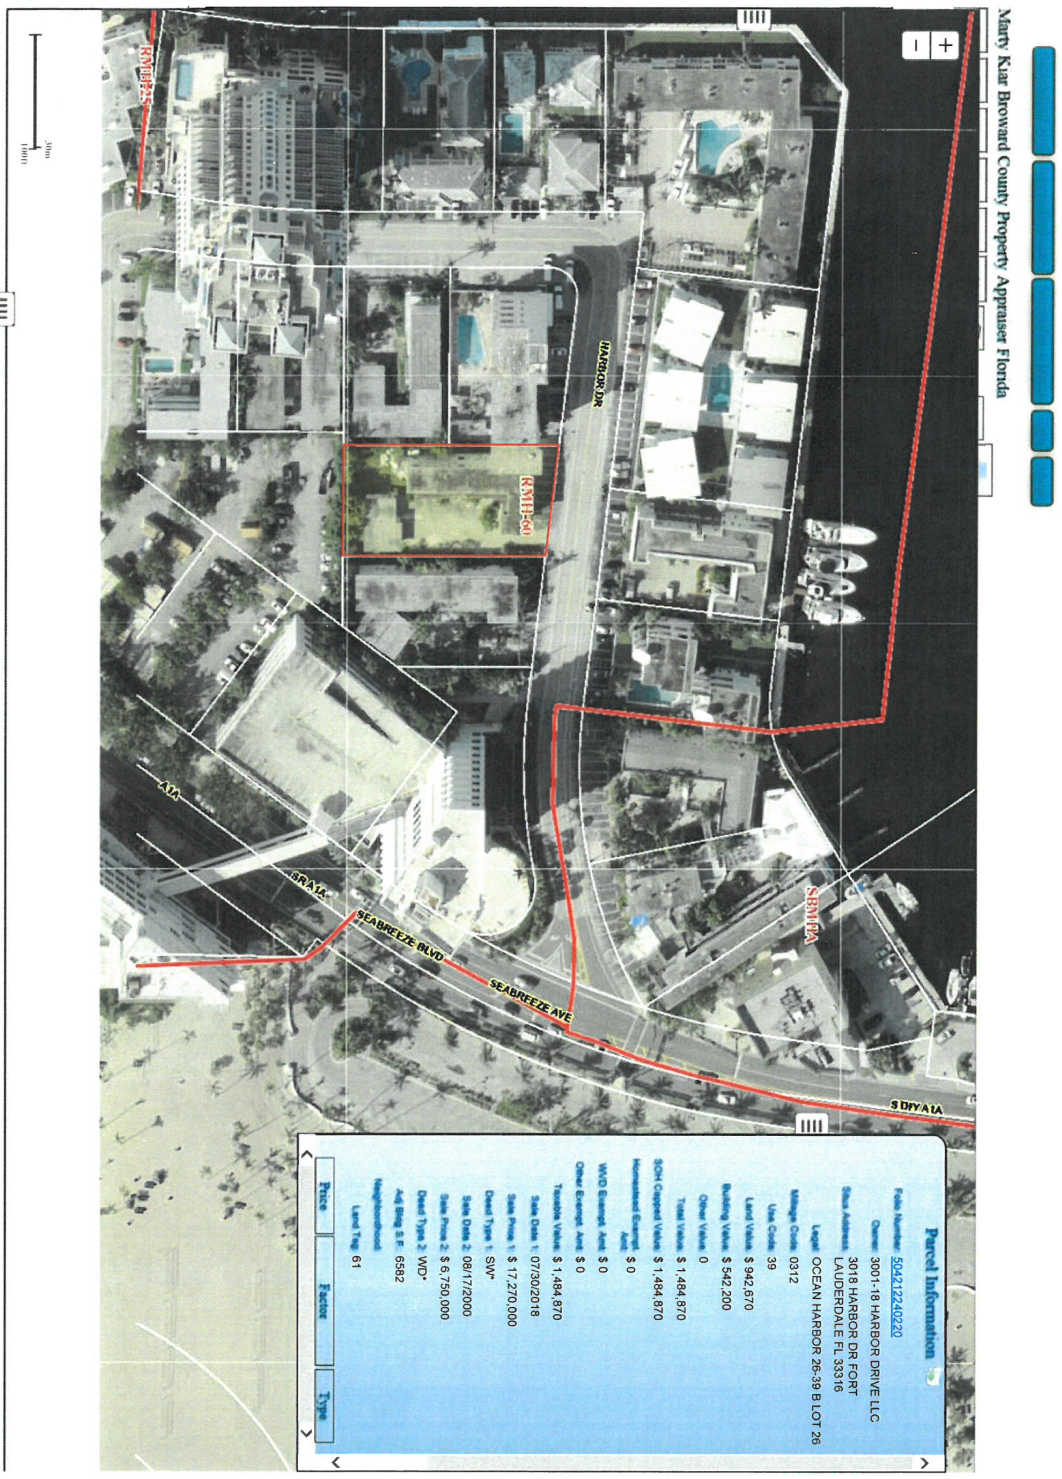 Marty Kiar Broward County Property Appraiser Florida
+
−
RMH-25
HARBOR DR
RMH-60
SBMHA
A1A
SR A1A
SEABREEZE BLVD
SEABREEZE AVE
S DIY A1A
30m
100ft
Parcel Information
Folio Number: 504212240220
Owner: 3001-18 HARBOR DRIVE LLC
Situs Address: 3018 HARBOR DR FORT
LAUDERDALE FL 33316
Legal: OCEAN HARBOR 26-39 B LOT 26
Millage Code: 0312
Use Code: 39
Land Value: $ 942,670
Building Value: $ 542,200
Other Value: 0
Total Value: $ 1,484,870
SOH Capped Value: $ 1,484,870
Homestead Exempt
Amt: $ 0
WVD Exempt Amt: $ 0
Other Exempt Amt: $ 0
Taxable Value: $ 1,484,870
Sale Date 1: 07/30/2018
Sale Price 1: $ 17,270,000
Deed Type 1: SW*
Sale Date 2: 08/17/2000
Sale Price 2: $ 6,750,000
Deed Type 2: WD*
Adj Bldg S.F: 6582
Neighborhood:
Land Tag: 61
Price Factor Type